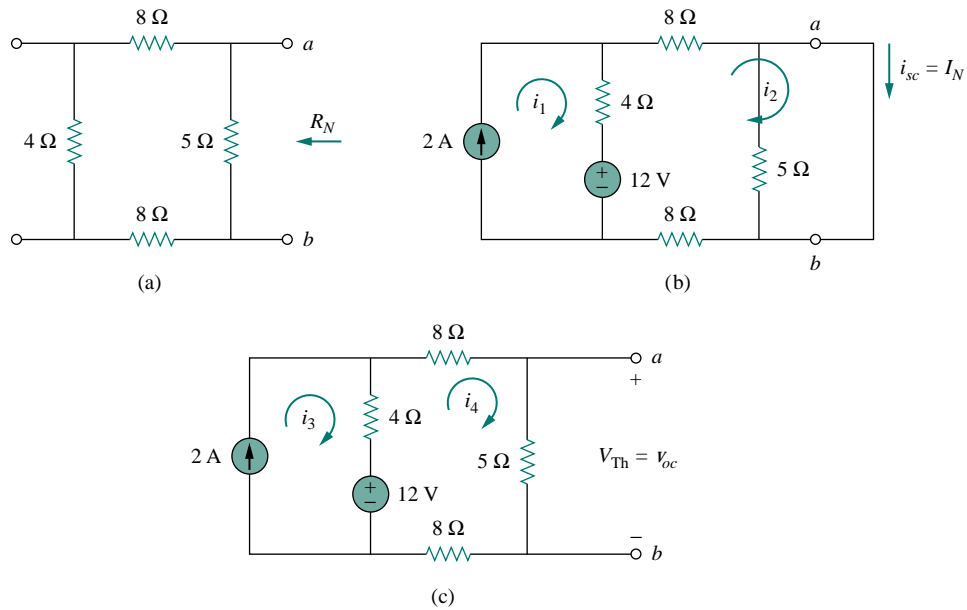 8 Ω
a
4 Ω
5 Ω
R_N
8 Ω
b
(a)
8 Ω
a
i_sc = I_N
i_1
4 Ω
i_2
2 A
12 V
5 Ω
8 Ω
b
(b)
8 Ω
a
+
i_3
4 Ω
i_4
2 A
5 Ω
V_Th = v_oc
12 V
8 Ω
−
b
(c)